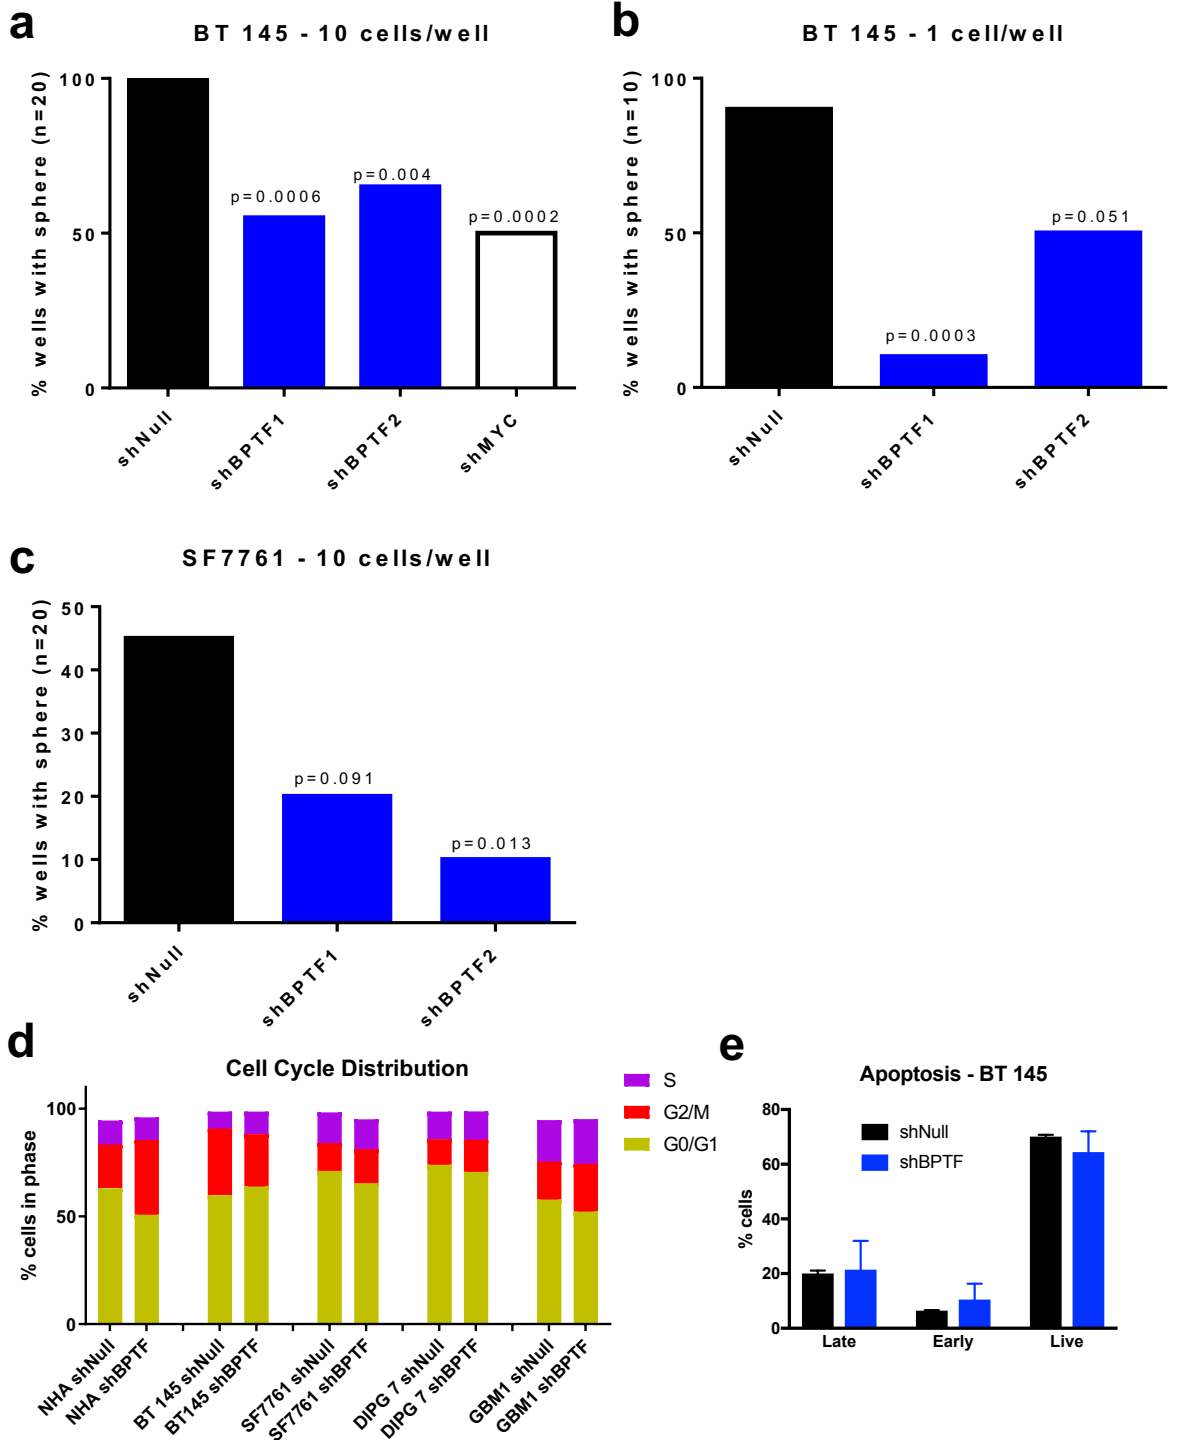 a
BT 145 - 10 cells/well
% wells with sphere (n=20)
100
50
0
p=0.0006
p=0.004
p=0.0002
shNull
shBPTF1
shBPTF2
shMYC
b
BT 145 - 1 cell/well
% wells with sphere (n=10)
100
50
0
p=0.0003
p=0.051
shNull
shBPTF1
shBPTF2
c
SF7761 - 10 cells/well
% wells with sphere (n=20)
50
40
30
20
10
0
p=0.091
p=0.013
shNull
shBPTF1
shBPTF2
d
Cell Cycle Distribution
% cells in phase
100
50
0
S
G2/M
G0/G1
NHA shNull
NHA shBPTF
BT 145 shNull
BT145 shBPTF
SF7761 shNull
SF7761 shBPTF
DIPG 7 shNull
DIPG 7 shBPTF
GBM1 shNull
GBM1 shBPTF
e
Apoptosis - BT 145
% cells
80
60
40
20
0
shNull
shBPTF
Late
Early
Live